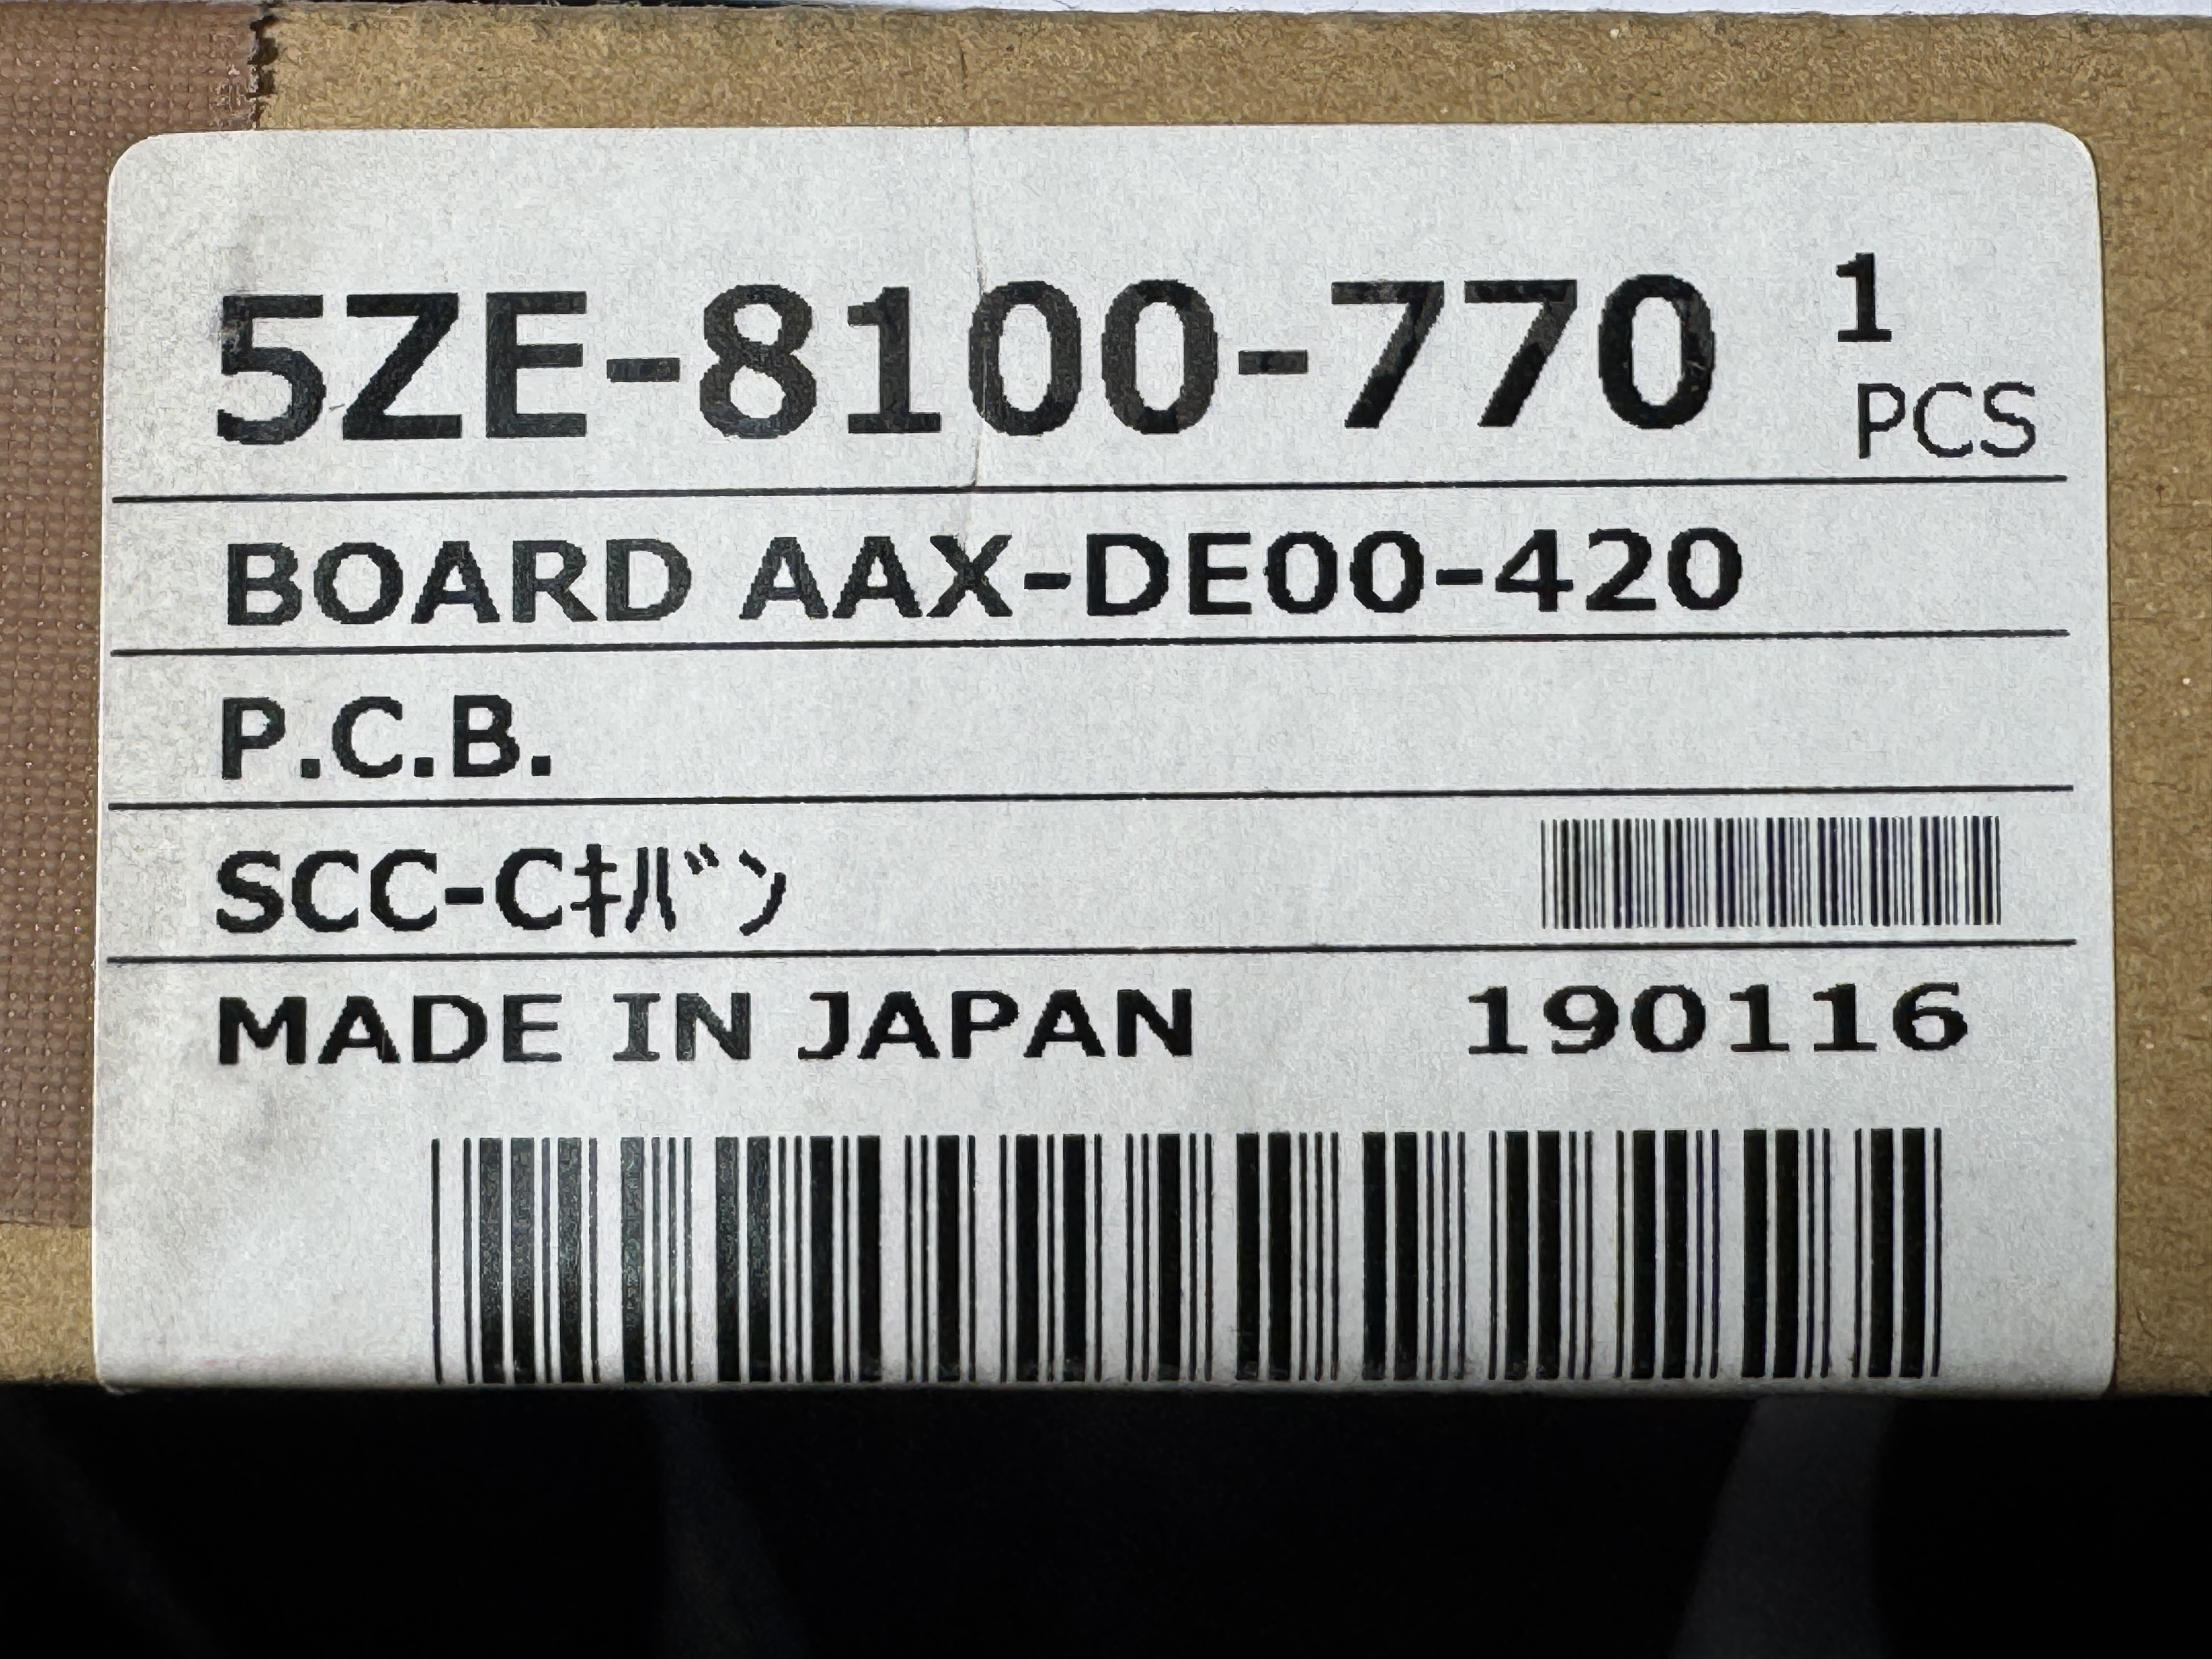 5ZE-8100-770 1 PCS
BOARD AAX-DE00-420
P.C.B.
SCC-Cｷﾊﾞﾝ
MADE IN JAPAN 190116